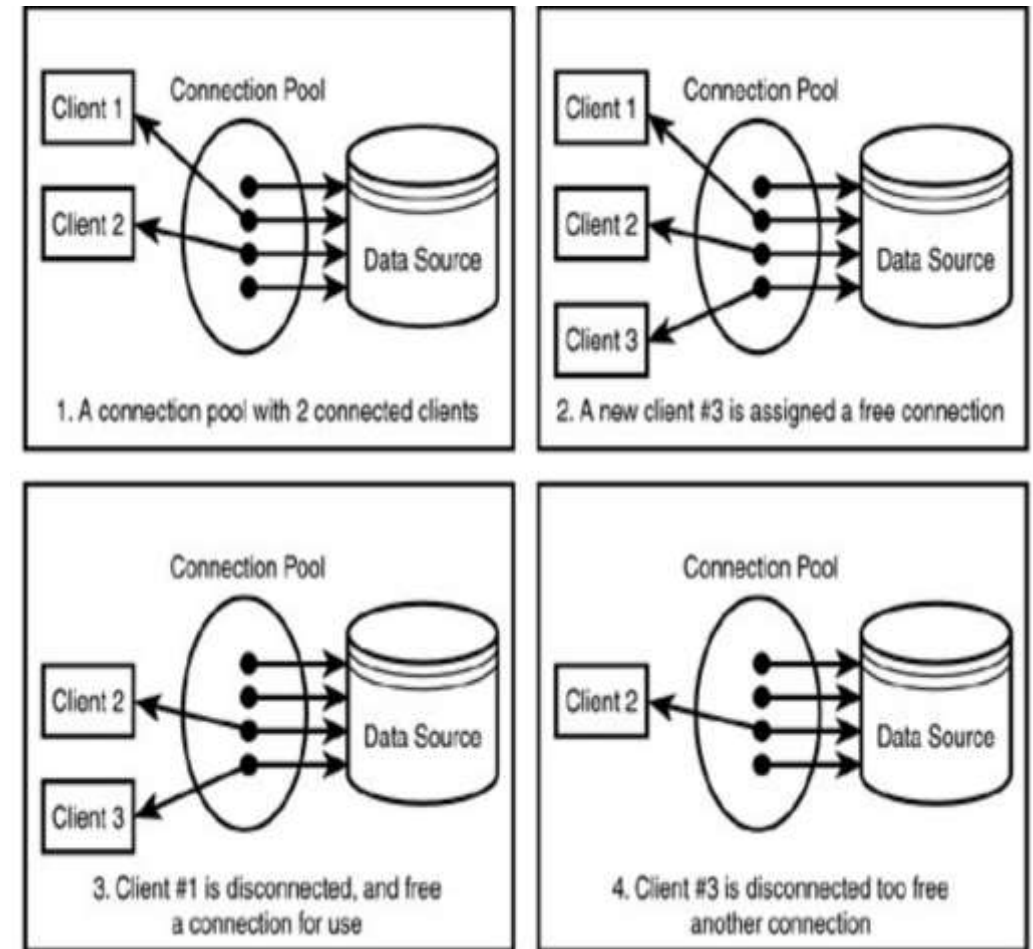 Connection Pool
Client 1
Client 2
Data Source
1. A connection pool with 2 connected clients
Connection Pool
Client 1
Client 2
Data Source
Client 3
2. A new client #3 is assigned a free connection
Connection Pool
Client 2
Data Source
Client 3
3. Client #1 is disconnected, and free
a connection for use
Connection Pool
Client 2
Data Source
4. Client #3 is disconnected too free
another connection